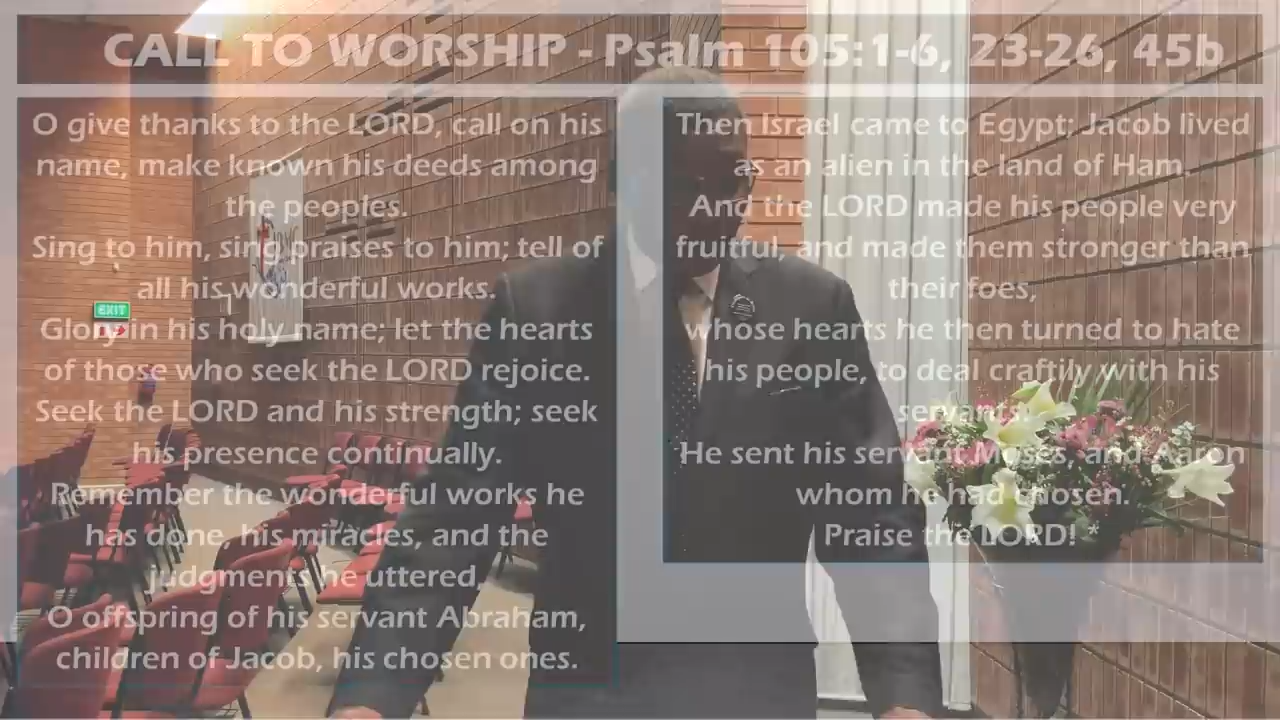 CALL TO WORSHIP - Psalm 105:1-6, 23-26, 45b
O give thanks to the LORD, call on his
name, make known his deeds among
the peoples.
Sing to him, sing praises to him; tell of
all his wonderful works.
Glory in his holy name; let the hearts
of those who seek the LORD rejoice.
Seek the LORD and his strength; seek
his presence continually.
Remember the wonderful works he
has done, his miracles, and the
judgments he uttered,
O offspring of his servant Abraham,
children of Jacob, his chosen ones.
Then Israel came to Egypt; Jacob lived
as an alien in the land of Ham.
And the LORD made his people very
fruitful, and made them stronger than
their foes,
whose hearts he then turned to hate
his people, to deal craftily with his
servants.
He sent his servant Moses, and Aaron
whom he had chosen.
Praise the LORD! *
EXIT